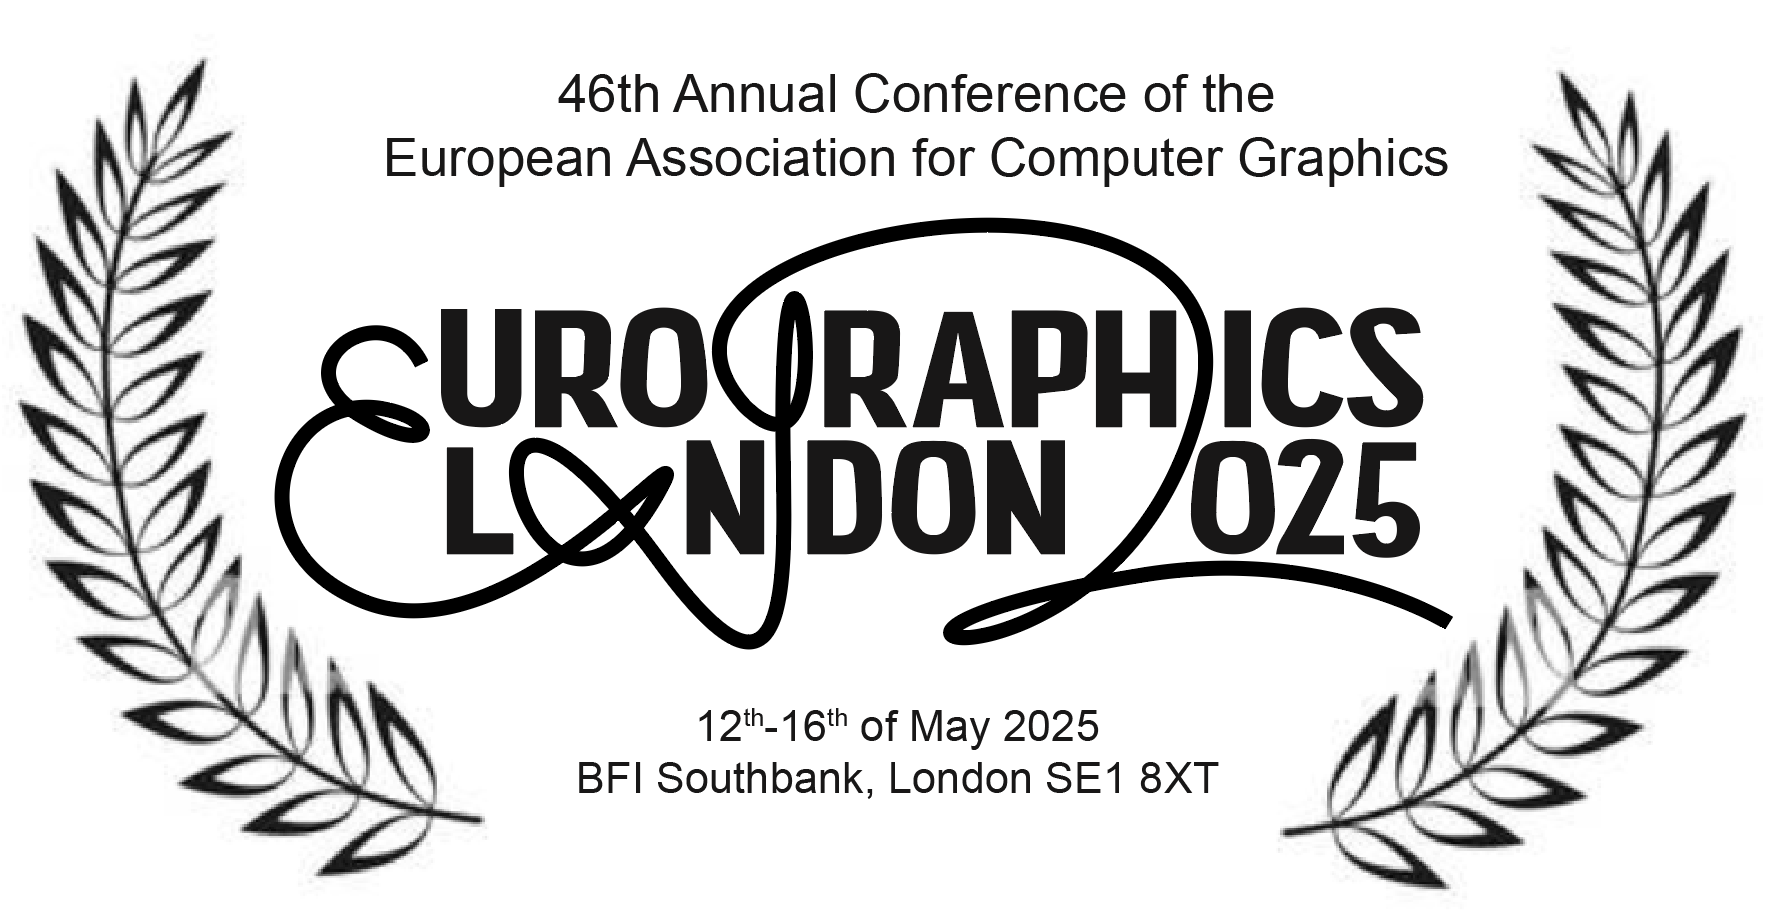 46th Annual Conference of the
European Association for Computer Graphics
EUROGRAPHICS
LONDON 2025
12th-16th of May 2025
BFI Southbank, London SE1 8XT